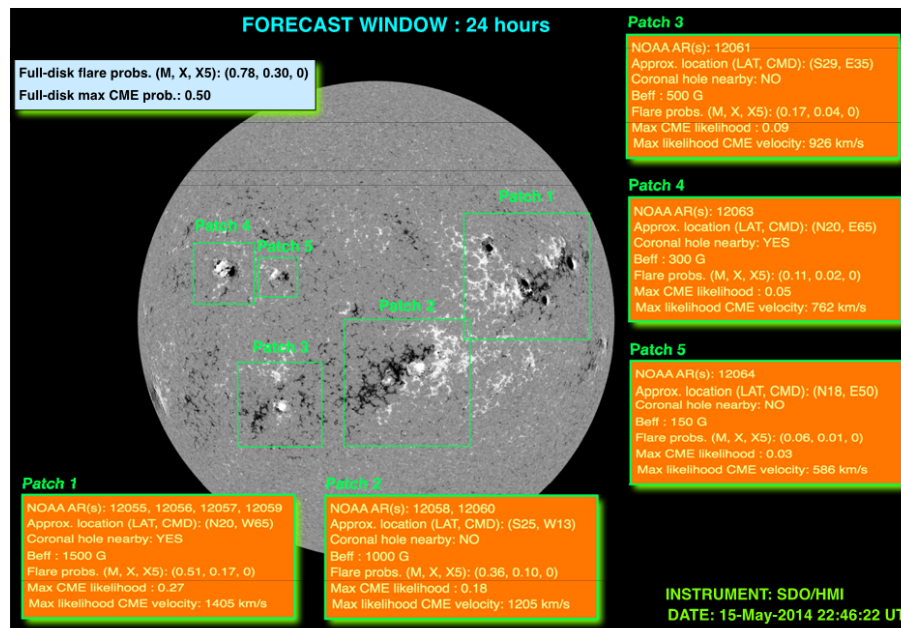 FORECAST WINDOW : 24 hours
Full-disk flare probs. (M, X, X5): (0.78, 0.30, 0)
Full-disk max CME prob.: 0.50
Patch 3
NOAA AR(s): 12061
Approx. location (LAT, CMD): (S29, E35)
Coronal hole nearby: NO
Beff : 500 G
Flare probs. (M, X, X5): (0.17, 0.04, 0)
Max CME likelihood : 0.09
Max likelihood CME velocity: 926 km/s
Patch 4
NOAA AR(s): 12063
Approx. location (LAT, CMD): (N20, E65)
Coronal hole nearby: YES
Beff : 300 G
Flare probs. (M, X, X5): (0.11, 0.02, 0)
Max CME likelihood : 0.05
Max likelihood CME velocity: 762 km/s
Patch 5
NOAA AR(s): 12064
Approx. location (LAT, CMD): (N18, E50)
Coronal hole nearby: NO
Beff : 150 G
Flare probs. (M, X, X5): (0.06, 0.01, 0)
Max CME likelihood : 0.03
Max likelihood CME velocity: 586 km/s
Patch 1
Patch 4
Patch 5
Patch 2
Patch 3
Patch 1
NOAA AR(s): 12055, 12056, 12057, 12059
Approx. location (LAT, CMD): (N20, W65)
Coronal hole nearby: YES
Beff : 1500 G
Flare probs. (M, X, X5): (0.51, 0.17, 0)
Max CME likelihood : 0.27
Max likelihood CME velocity: 1405 km/s
Patch 2
NOAA AR(s): 12058, 12060
Approx. location (LAT, CMD): (S25, W13)
Coronal hole nearby: NO
Beff : 1000 G
Flare probs. (M, X, X5): (0.36, 0.10, 0)
Max CME likelihood : 0.18
Max likelihood CME velocity: 1205 km/s
INSTRUMENT: SDO/HMI
DATE: 15-May-2014 22:46:22 UT